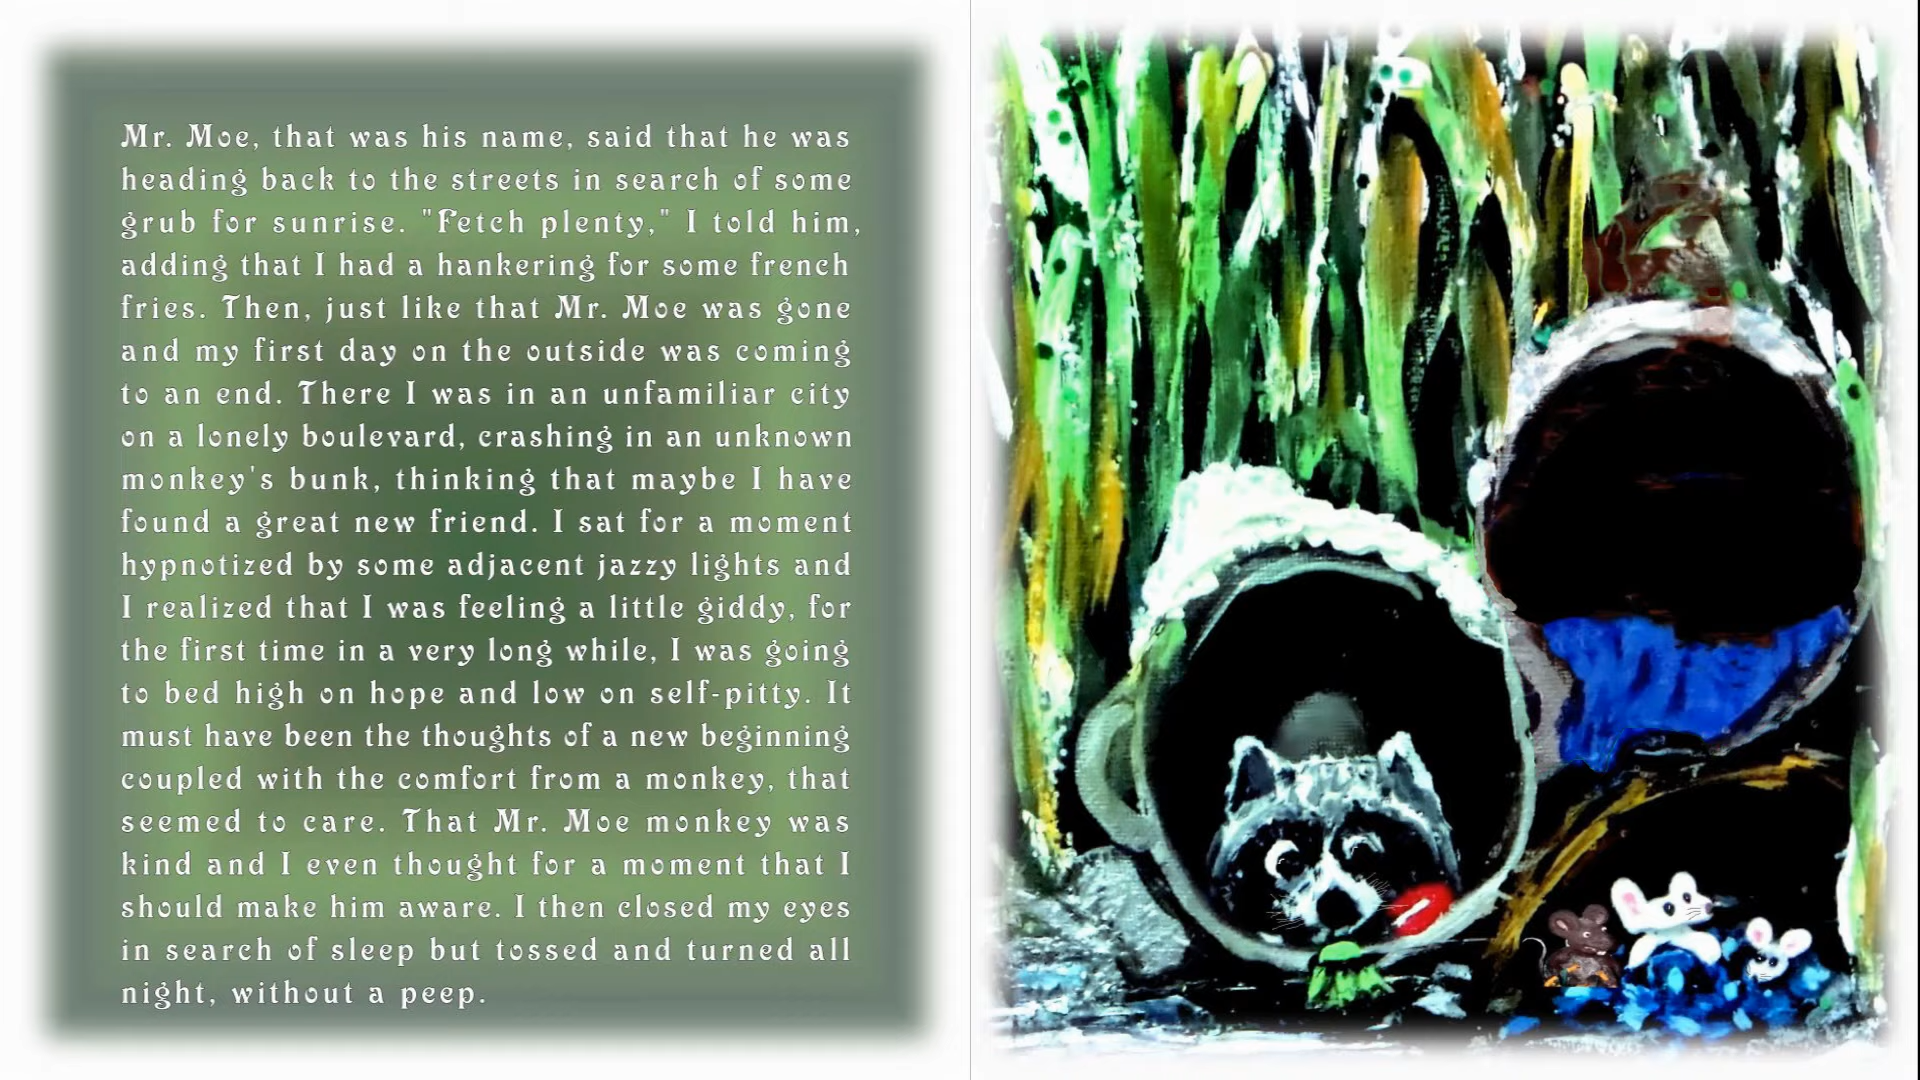 Mr. Moe, that was his name, said that he was
heading back to the streets in search of some
grub for sunrise. "Fetch plenty," I told him,
adding that I had a hankering for some french
fries. Then, just like that Mr. Moe was gone
and my first day on the outside was coming
to an end. There I was in an unfamiliar city
on a lonely boulevard, crashing in an unknown
monkey's bunk, thinking that maybe I have
found a great new friend. I sat for a moment
hypnotized by some adjacent jazzy lights and
I realized that I was feeling a little giddy, for
the first time in a very long while, I was going
to bed high on hope and low on self-pitty. It
must have been the thoughts of a new beginning
coupled with the comfort from a monkey, that
seemed to care. That Mr. Moe monkey was
kind and I even thought for a moment that I
should make him aware. I then closed my eyes
in search of sleep but tossed and turned all
night, without a peep.